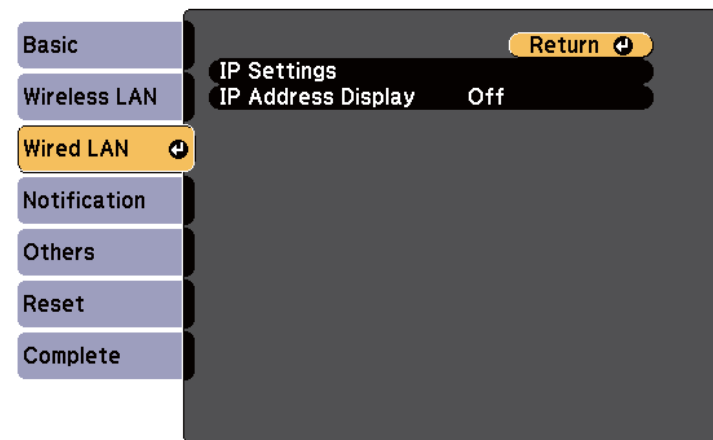 Basic
Wireless LAN
Wired LAN
Notification
Others
Reset
Complete
Return
IP Settings
IP Address Display Off